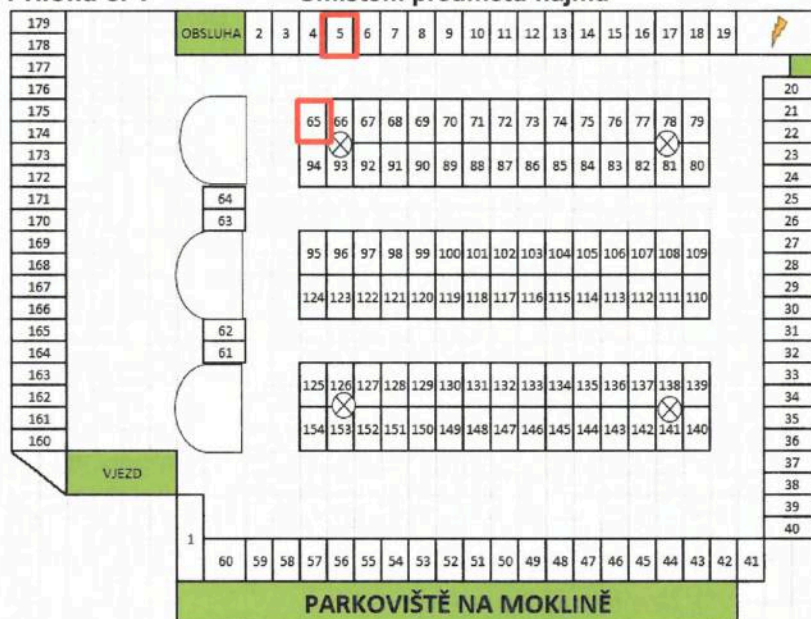 Umístění předmětu nájmu
179
OBSLUHA 2 3 4 5 6 7 8 9 10 11 12 13 14 15 16 17 18 19
178
177
176 20
175 21
65 66 67 68 69 70 71 72 73 74 75 76 77 78 79
174 22
173 23
94 93 92 91 90 89 88 87 86 85 84 83 82 81 80
172 24
171 64 25
170 63 26
169 27
95 96 97 98 99 100 101 102 103 104 105 106 107 108 109
168 28
167 29
124 123 122 121 120 119 118 117 116 115 114 113 112 111 110
166 30
165 62 31
164 61 32
163 33
125 126 127 128 129 130 131 132 133 134 135 136 137 138 139
162 34
161 35
154 153 152 151 150 149 148 147 146 145 144 143 142 141 140
160 36
37
VJEZD
38
39
40
1
60 59 58 57 56 55 54 53 52 51 50 49 48 47 46 45 44 43 42 41
PARKOVIŠTĚ NA MOKLINĚ